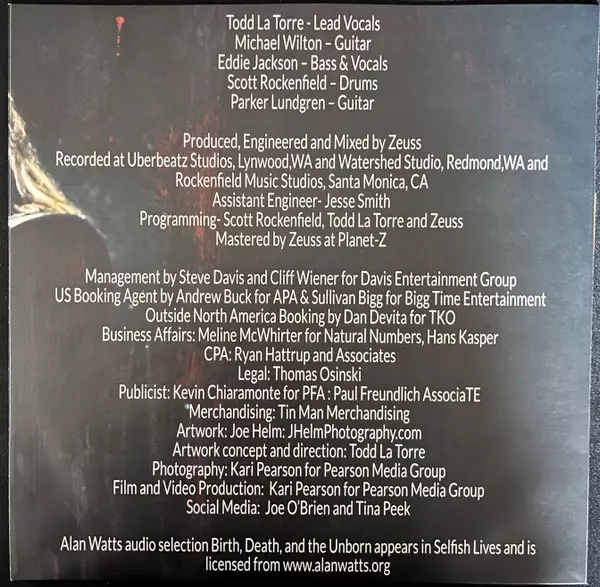 Todd La Torre - Lead Vocals
Michael Wilton – Guitar
Eddie Jackson – Bass & Vocals
Scott Rockenfield – Drums
Parker Lundgren – Guitar
Produced, Engineered and Mixed by Zeuss
Recorded at Uberbeatz Studios, Lynwood,WA and Watershed Studio, Redmond,WA and
Rockenfield Music Studios, Santa Monica, CA
Assistant Engineer- Jesse Smith
Programming- Scott Rockenfield, Todd La Torre and Zeuss
Mastered by Zeuss at Planet-Z
Management by Steve Davis and Cliff Wiener for Davis Entertainment Group
US Booking Agent by Andrew Buck for APA & Sullivan Bigg for Bigg Time Entertainment
Outside North America Booking by Dan Devita for TKO
Business Affairs: Meline McWhirter for Natural Numbers, Hans Kasper
CPA: Ryan Hattrup and Associates
Legal: Thomas Osinski
Publicist: Kevin Chiaramonte for PFA : Paul Freundlich AssociaTE
Merchandising: Tin Man Merchandising
Artwork: Joe Helm: JHelmPhotography.com
Artwork concept and direction: Todd La Torre
Photography: Kari Pearson for Pearson Media Group
Film and Video Production: Kari Pearson for Pearson Media Group
Social Media: Joe O'Brien and Tina Peek
Alan Watts audio selection Birth, Death, and the Unborn appears in Selfish Lives and is
licensed from www.alanwatts.org